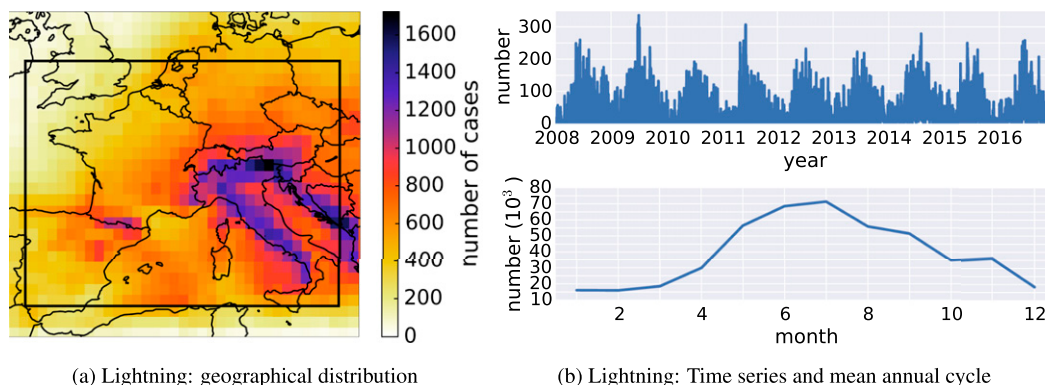 1600
1400
1200
1000
800
600
400
200
0
number of cases
(a) Lightning: geographical distribution
300
200
100
0
number
2008 2009 2010 2011 2012 2013 2014 2015 2016
year
80
70
60
50
40
30
20
10
number (10³ )
2 4 6 8 10 12
month
(b) Lightning: Time series and mean annual cycle